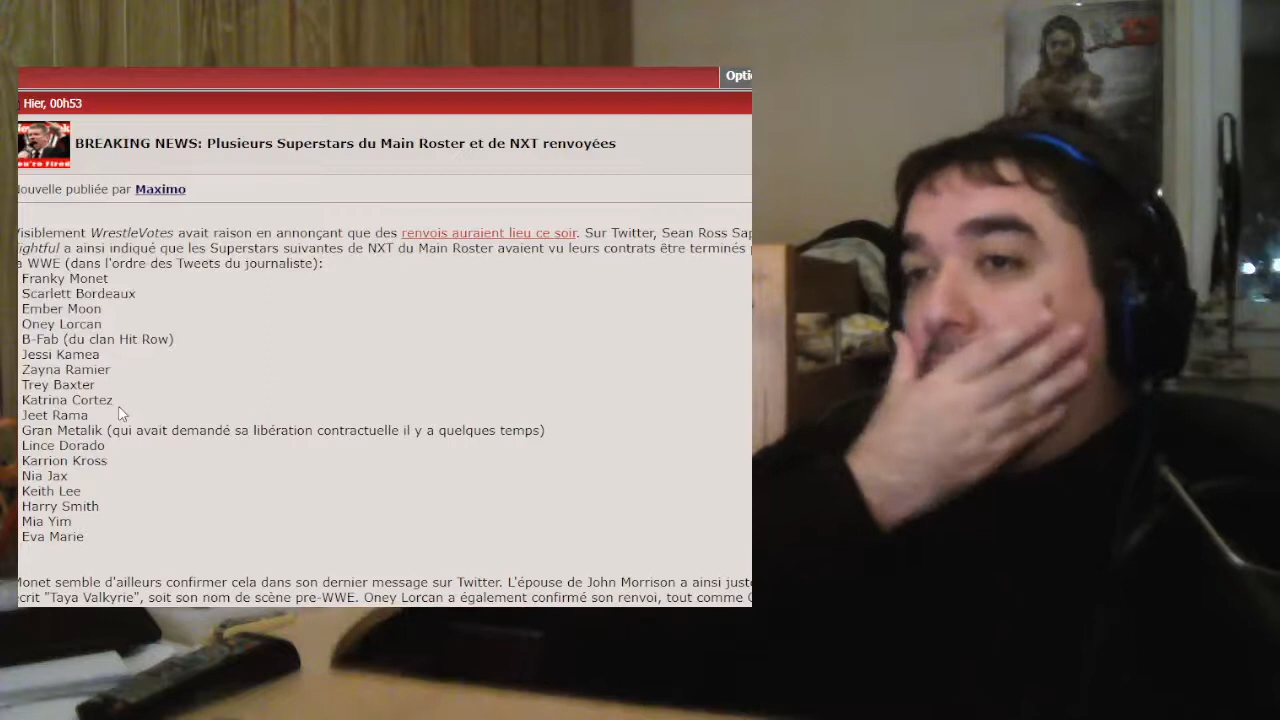 Opti
Hier, 00h53
BREAKING NEWS: Plusieurs Superstars du Main Roster et de NXT renvoyées
ouvelle publiée par Maximo
isiblement WrestleVotes avait raison en annonçant que des renvois auraient lieu ce soir. Sur Twitter, Sean Ross Sap
ightful a ainsi indiqué que les Superstars suivantes de NXT du Main Roster avaient vu leurs contrats être terminés p
a WWE (dans l'ordre des Tweets du journaliste):
Franky Monet
Scarlett Bordeaux
Ember Moon
Oney Lorcan
B-Fab (du clan Hit Row)
Jessi Kamea
Zayna Ramier
Trey Baxter
Katrina Cortez
Jeet Rama
Gran Metalik (qui avait demandé sa libération contractuelle il y a quelques temps)
Lince Dorado
Karrion Kross
Nia Jax
Keith Lee
Harry Smith
Mia Yim
Eva Marie
Monet semble d'ailleurs confirmer cela dans son dernier message sur Twitter. L'épouse de John Morrison a ainsi juste
écrit "Taya Valkyrie", soit son nom de scène pre-WWE. Oney Lorcan a également confirmé son renvoi, tout comme